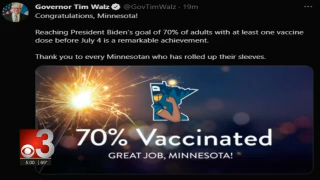 Governor Tim Walz @GovTimWalz · 19m
Congratulations, Minnesota!
Reaching President Biden's goal of 70% of adults with at least one vaccine
dose before July 4 is a remarkable achievement.
Thank you to every Minnesotan who has rolled up their sleeves.
70% Vaccinated
GREAT JOB, MINNESOTA!
3